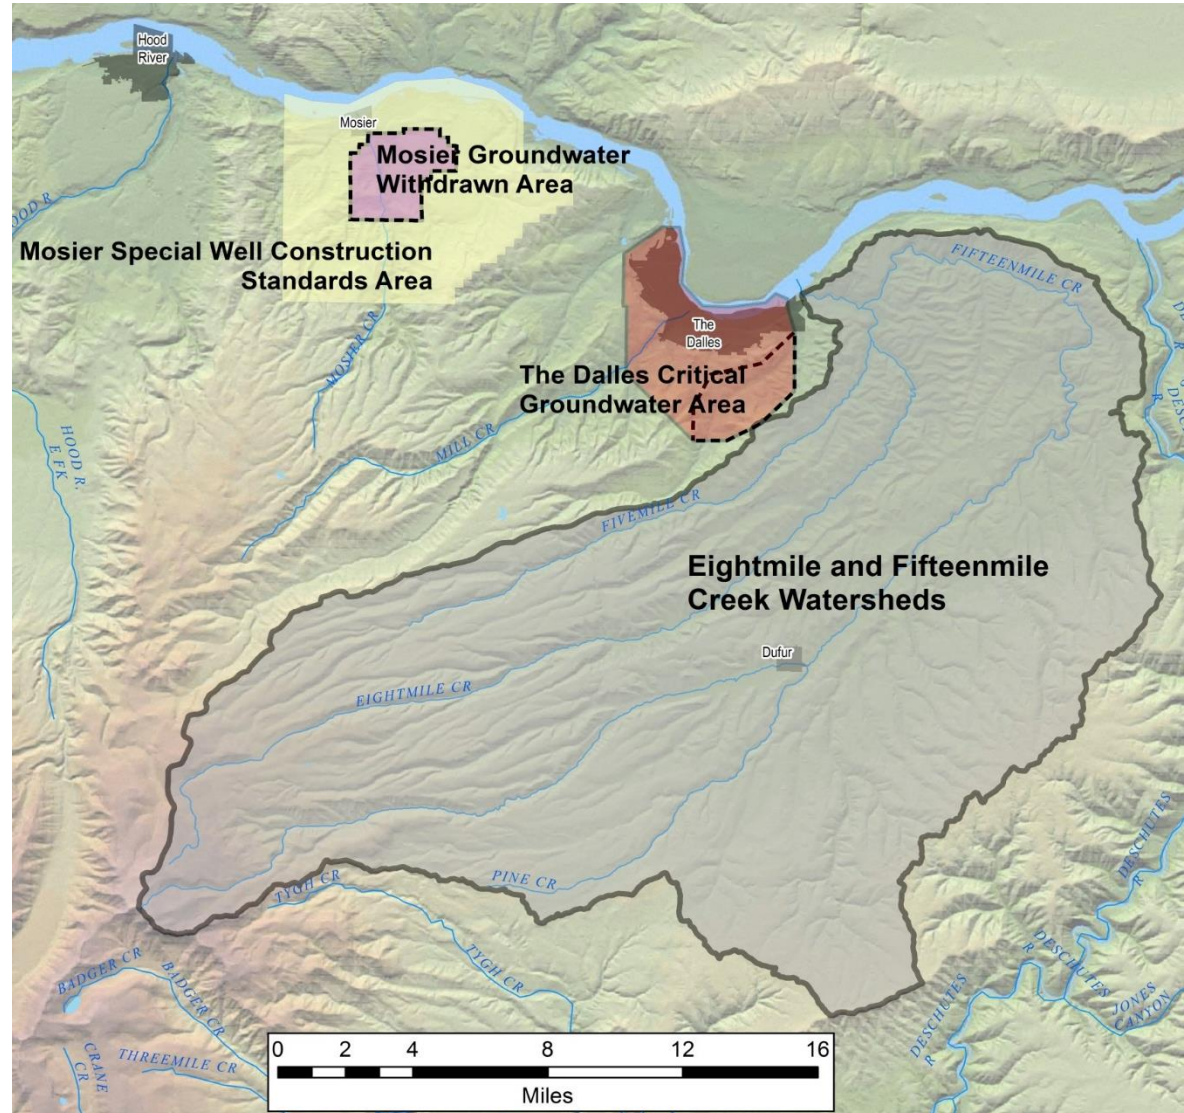 Hood
River
Mosier
Mosier Groundwater
Withdrawn Area
OOD R
Mosier Special Well Construction
Standards Area
FIFTEENMILE CR
The
Dalles
MOSIER CR
The Dalles Critical
Groundwater Area
DESCHUTES
R
HOOD R.
E FK
MILL CR
FIVEMILE CR
Eightmile and Fifteenmile
Creek Watersheds
Dufur
EIGHTMILE CR
PINE CR
TYGH CR
TYGH CR
DESCHUTES
R
BADGER CR
BADGER CR
DESCHUTES
R
DESCHUTES
R
JONES
CANYON
CRANE
CR
THREEMILE CR
0 2 4 8 12 16
Miles